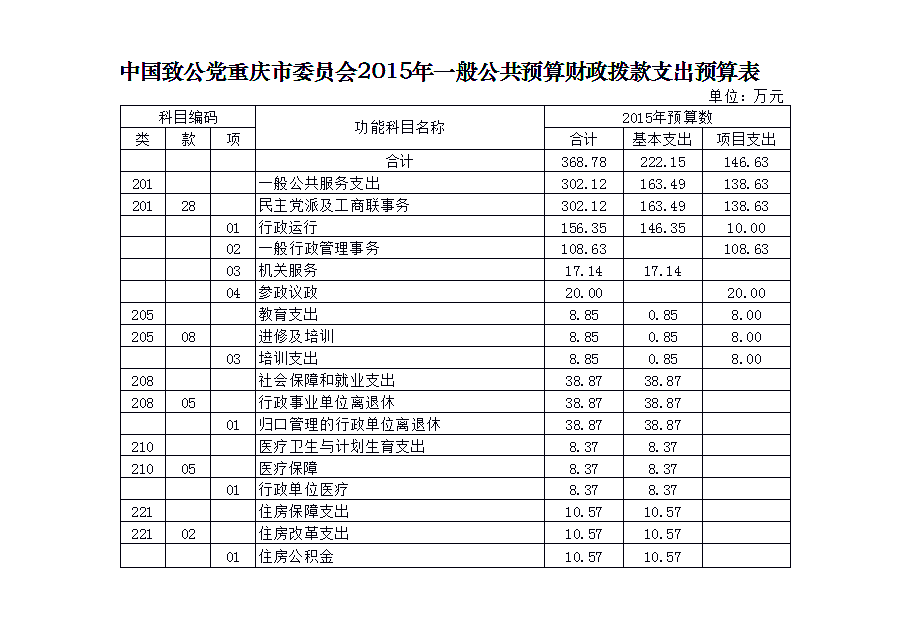 中国致公党重庆市委员会2015年一般公共预算财政拨款支出预算表
单位：万元
科目编码 功能科目名称 2015年预算数
类 款 项 合计 基本支出 项目支出
合计 368.78 222.15 146.63
201 一般公共服务支出 302.12 163.49 138.63
201 28 民主党派及工商联事务 302.12 163.49 138.63
01 行政运行 156.35 146.35 10.00
02 一般行政管理事务 108.63 108.63
03 机关服务 17.14 17.14
04 参政议政 20.00 20.00
205 教育支出 8.85 0.85 8.00
205 08 进修及培训 8.85 0.85 8.00
03 培训支出 8.85 0.85 8.00
208 社会保障和就业支出 38.87 38.87
208 05 行政事业单位离退休 38.87 38.87
01 归口管理的行政单位离退休 38.87 38.87
210 医疗卫生与计划生育支出 8.37 8.37
210 05 医疗保障 8.37 8.37
01 行政单位医疗 8.37 8.37
221 住房保障支出 10.57 10.57
221 02 住房改革支出 10.57 10.57
01 住房公积金 10.57 10.57